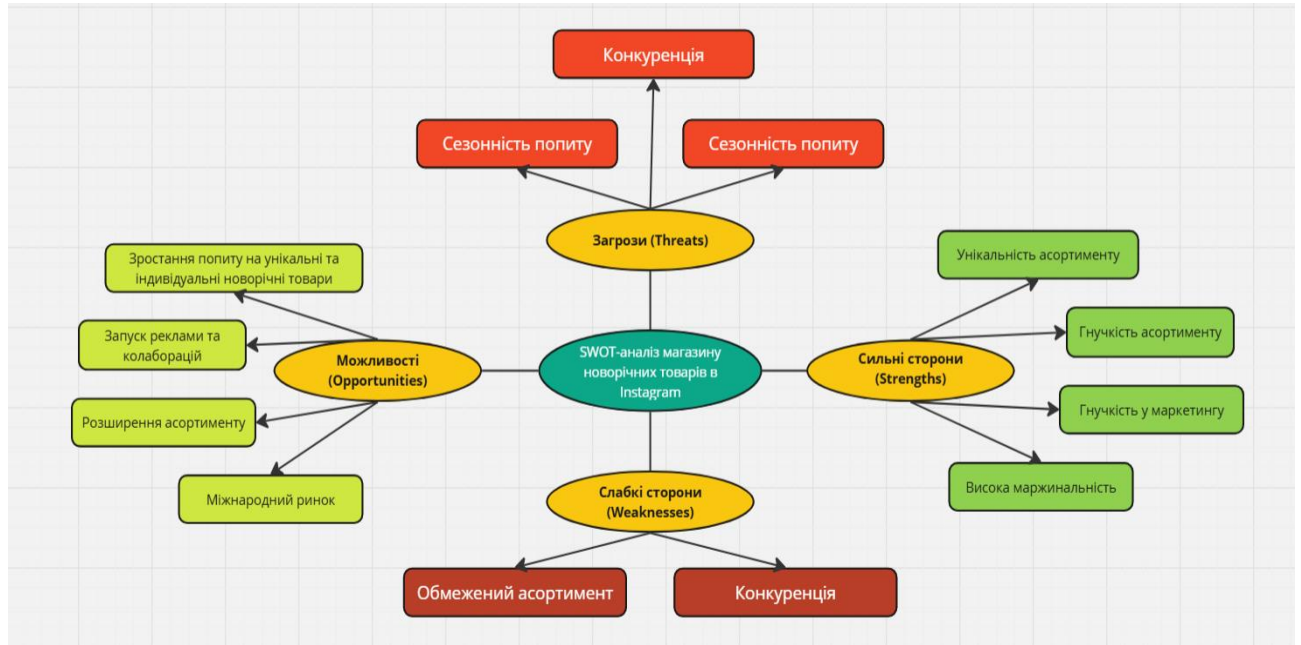 Конкуренція
Сезонність попиту
Сезонність попиту
Загрози (Threats)
Зростання попиту на унікальні та
індивідуальні новорічні товари
Запуск реклами та
колаборацій
Розширення асортименту
Міжнародний ринок
Можливості
(Opportunities)
SWOT-аналіз магазину
новорічних товарів в
Instagram
Сильні сторони
(Strengths)
Унікальність асортименту
Гнучкість асортименту
Гнучкість у маркетингу
Висока маржинальність
Слабкі сторони
(Weaknesses)
Обмежений асортимент
Конкуренція